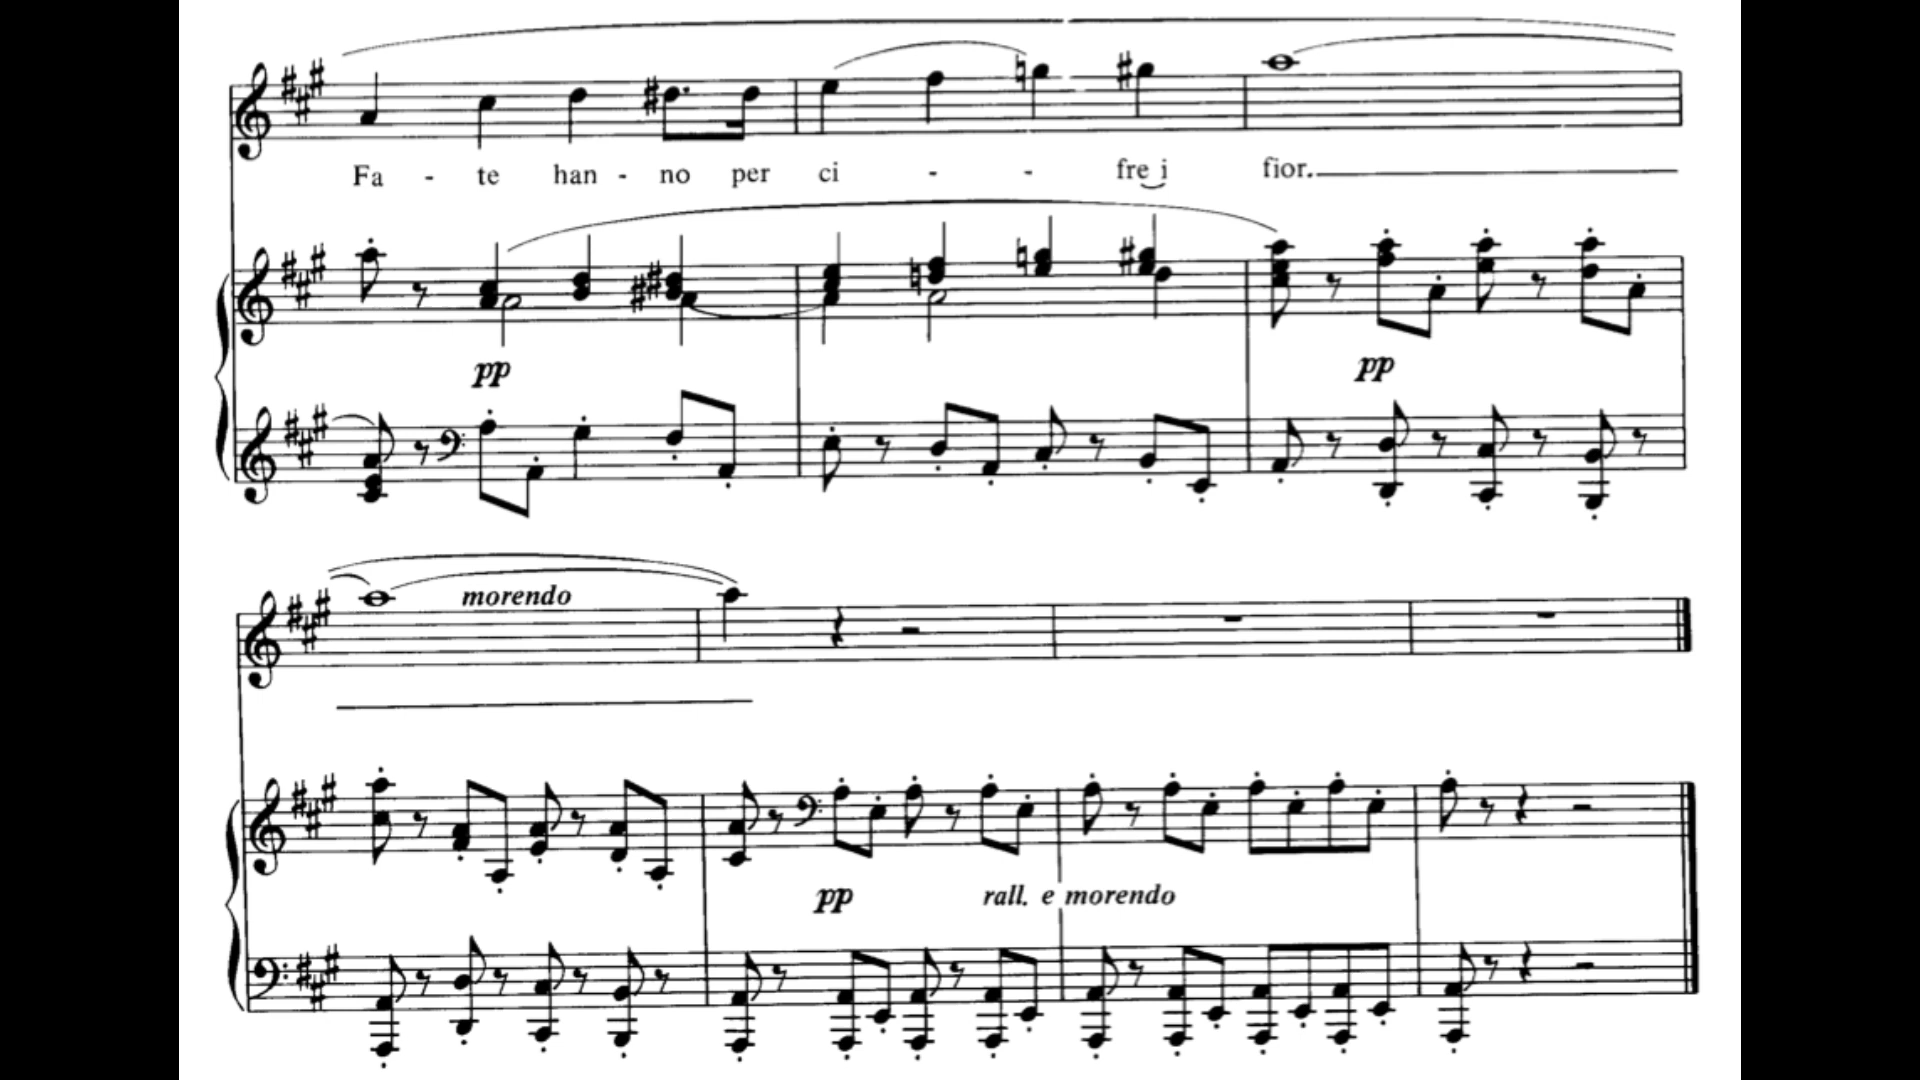 Fa - te han - no per ci - - fre i fior.
pp pp
morendo
pp rall. e morendo